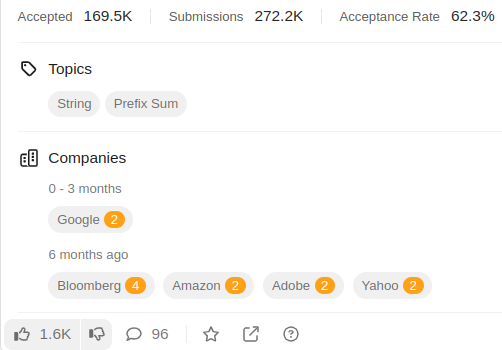 Accepted 169.5K Submissions 272.2K Acceptance Rate 62.3%
Topics
String Prefix Sum
Companies
0 - 3 months
Google 2
6 months ago
Bloomberg 4 Amazon 2 Adobe 2 Yahoo 2
1.6K 96